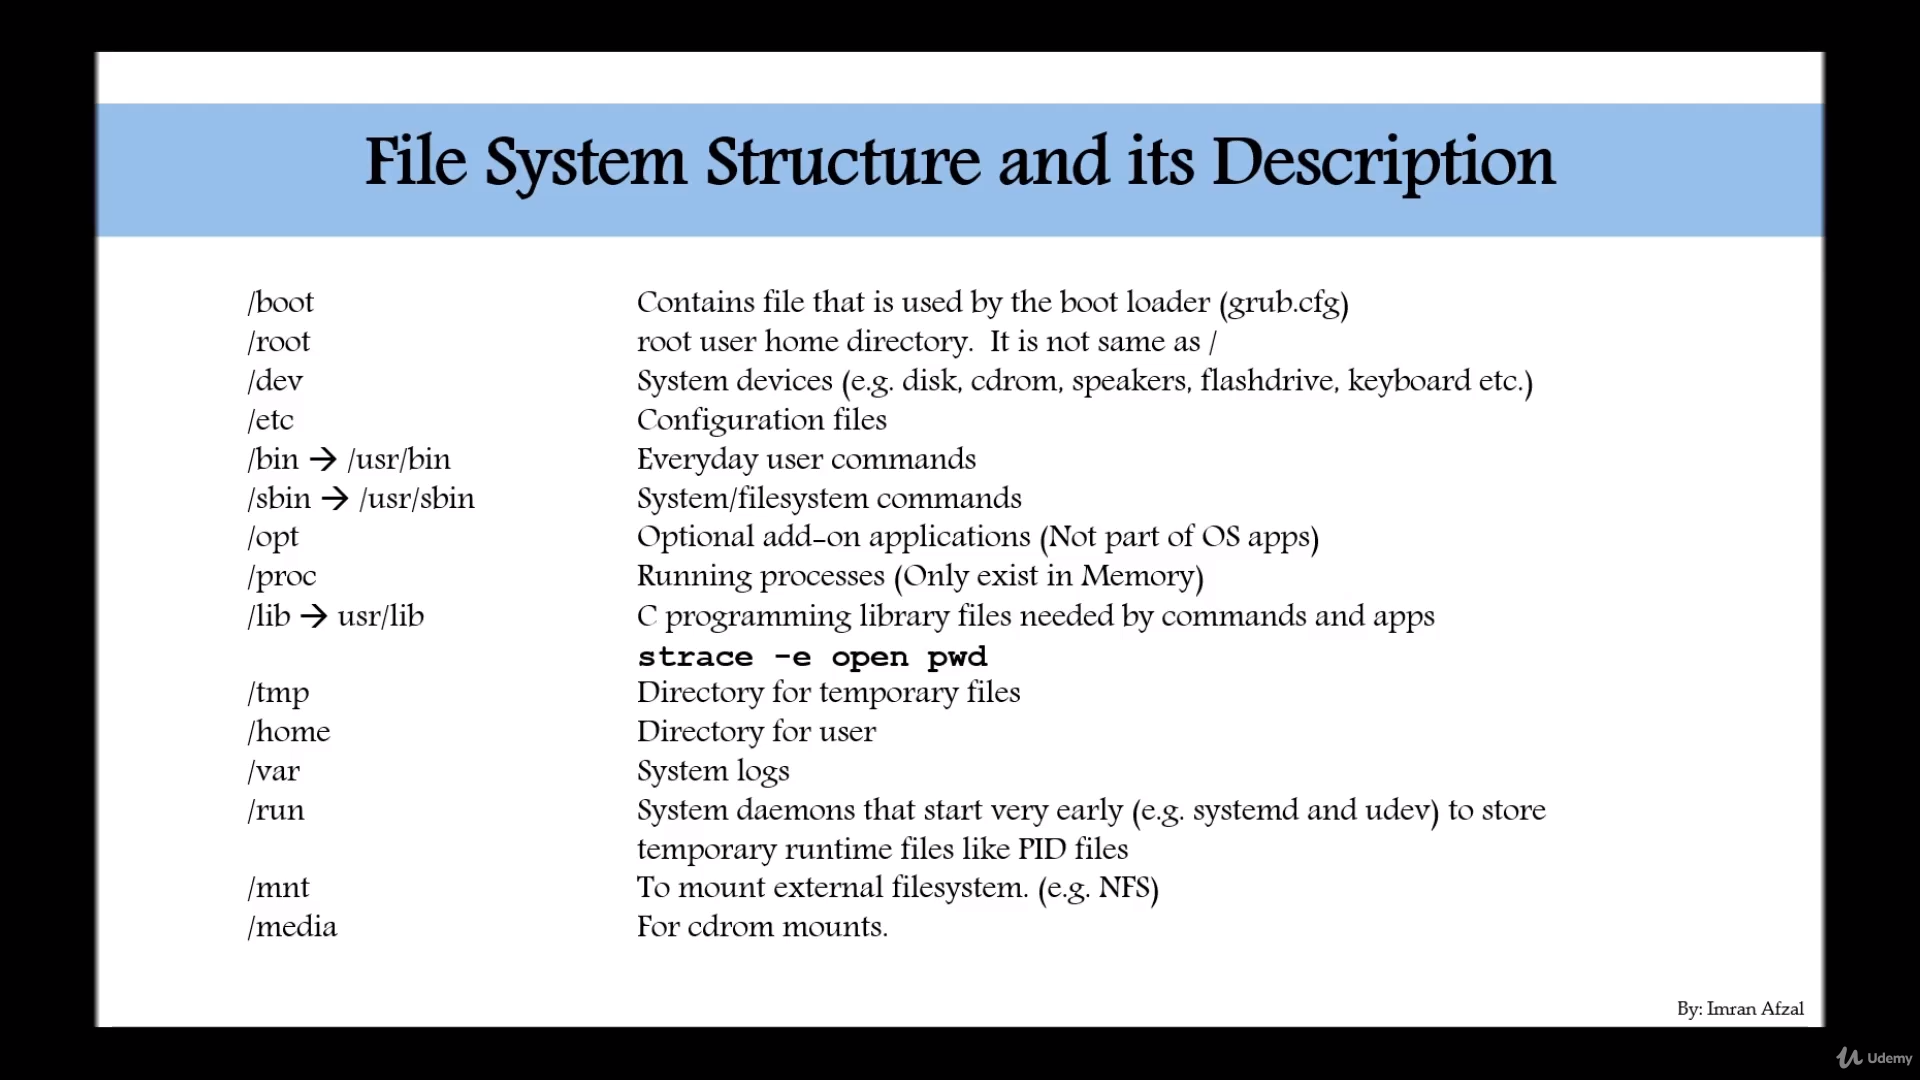 File System Structure and its Description
/boot Contains file that is used by the boot loader (grub.cfg)
/root root user home directory. It is not same as /
/dev System devices (e.g. disk, cdrom, speakers, flashdrive, keyboard etc.)
/etc Configuration files
/bin → /usr/bin Everyday user commands
/sbin → /usr/sbin System/filesystem commands
/opt Optional add-on applications (Not part of OS apps)
/proc Running processes (Only exist in Memory)
/lib → usr/lib C programming library files needed by commands and apps
strace -e open pwd
/tmp Directory for temporary files
/home Directory for user
/var System logs
/run System daemons that start very early (e.g. systemd and udev) to store
temporary runtime files like PID files
/mnt To mount external filesystem. (e.g. NFS)
/media For cdrom mounts.
By: Imran Afzal
Udemy